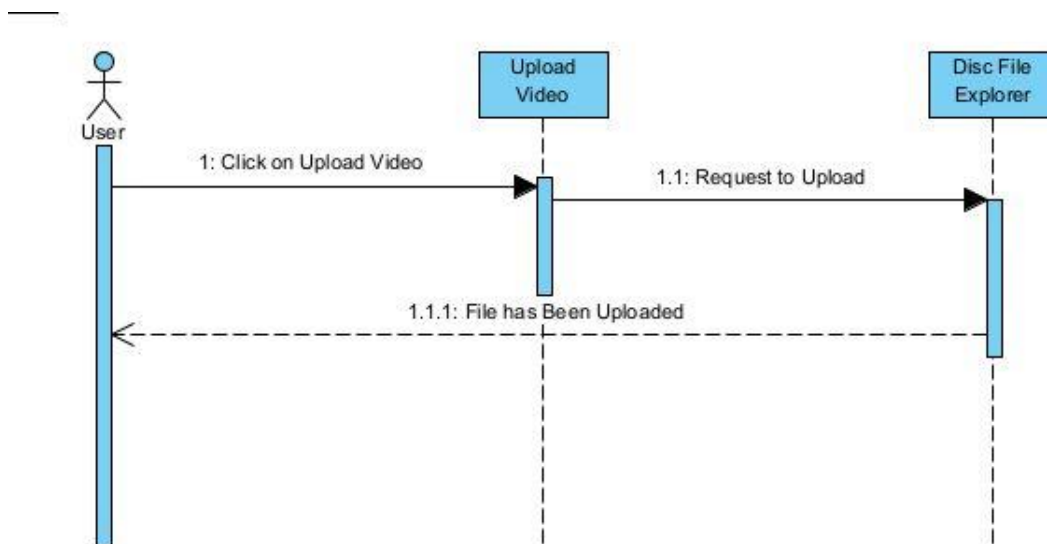 Upload
Video
Disc File
Explorer
User
1: Click on Upload Video
1.1: Request to Upload
1.1.1: File has Been Uploaded